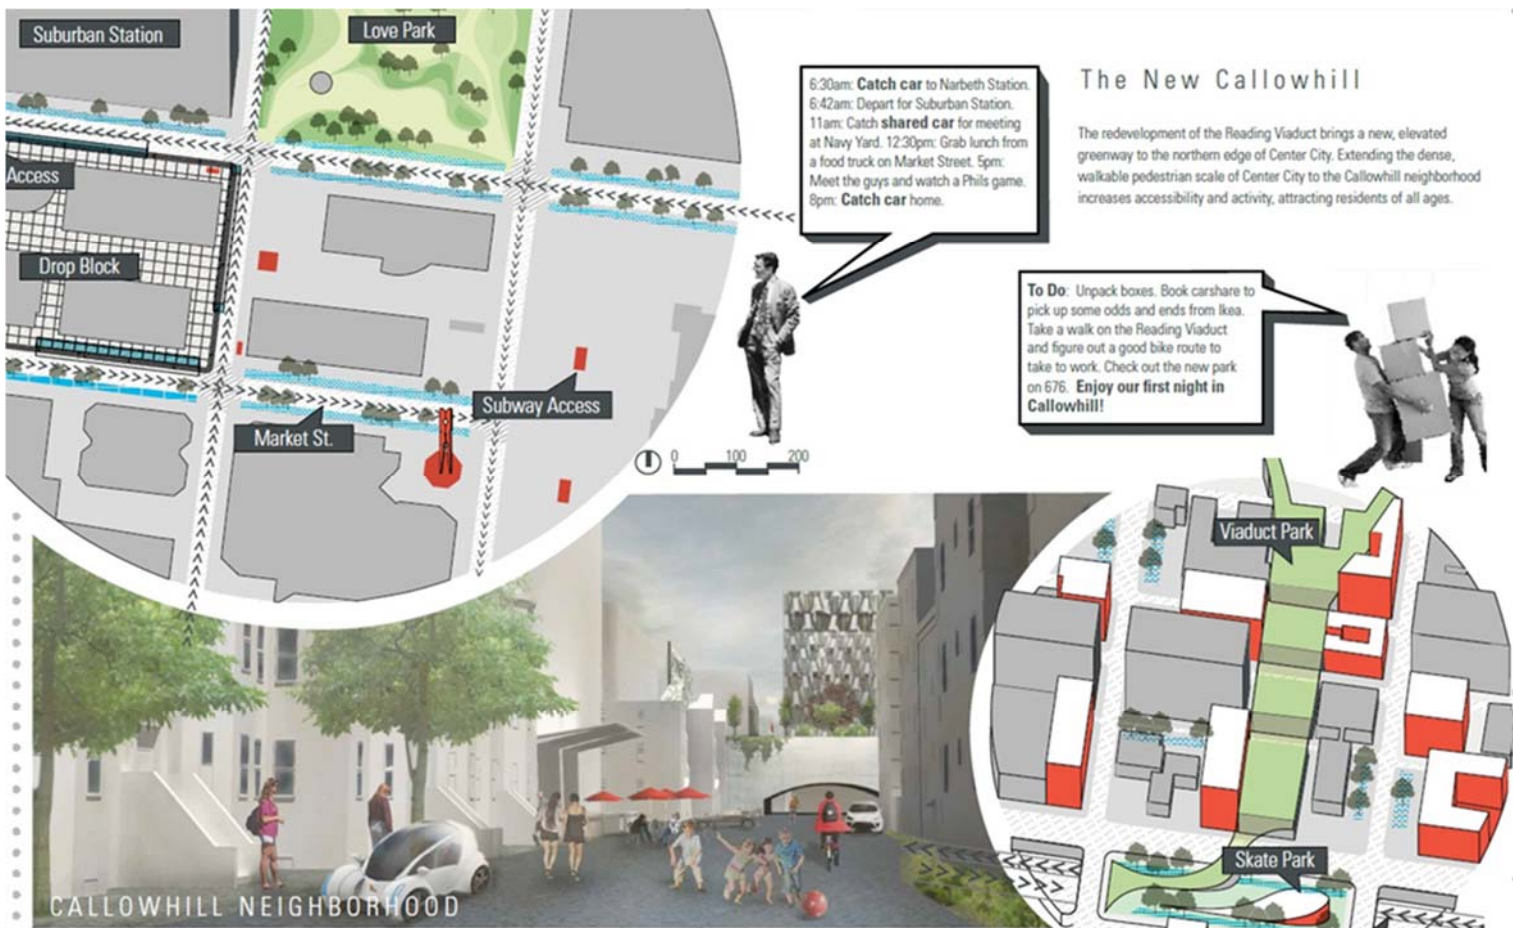 Suburban Station
Love Park
Access
Drop Block
Market St.
Subway Access
6:30am: Catch car to Narbeth Station.
6:42am: Depart for Suburban Station.
11am: Catch shared car for meeting
at Navy Yard. 12:30pm: Grab lunch from
a food truck on Market Street. 5pm:
Meet the guys and watch a Phils game.
8pm: Catch car home.
The New Callowhill
The redevelopment of the Reading Viaduct brings a new, elevated
greenway to the northern edge of Center City. Extending the dense,
walkable pedestrian scale of Center City to the Callowhill neighborhood
increases accessibility and activity, attracting residents of all ages.
To Do: Unpack boxes. Book carshare to
pick up some odds and ends from Ikea.
Take a walk on the Reading Viaduct
and figure out a good bike route to
take to work. Check out the new park
on 676. Enjoy our first night in
Callowhill!
0 100 200
Viaduct Park
Skate Park
CALLOWHILL NEIGHBORHOOD